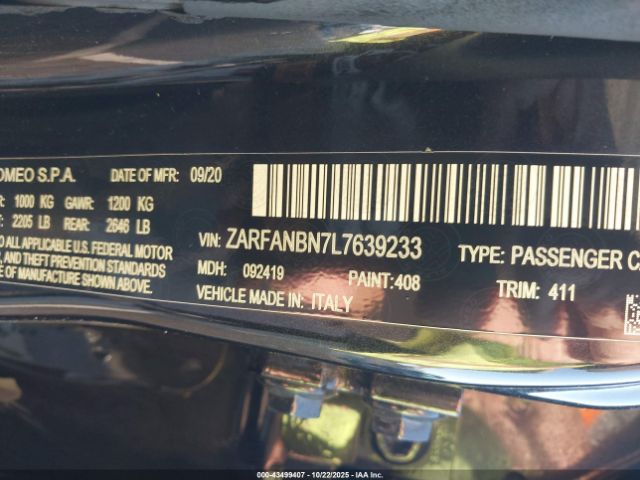 OMEO S.P.A. DATE OF MFR: 09/20
R: 1000 KG GAWR: 1200 KG
T: 2205 LB REAR: 2646 LB
TO ALL APPLICABLE U.S. FEDERAL MOTOR
AND THEFT PREVENTION STANDARDS
OF MANUFACTURE SHOWN ABOVE.
VIN: ZARFANBN7L7639233 TYPE: PASSENGER C
MDH: 092419 PAINT: 408 TRIM: 411
VEHICLE MADE IN: ITALY
000-43499407 | 10/22/2025 | IAA Inc.